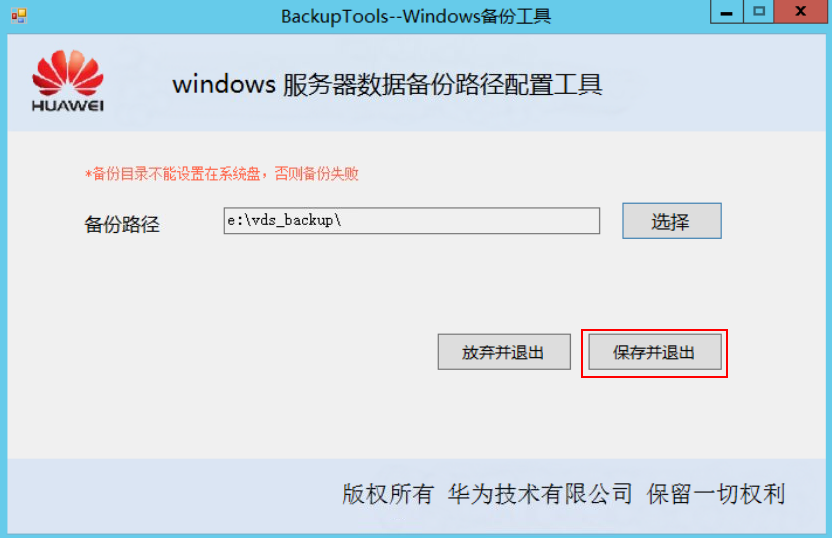 BackupTools--Windows备份工具
HUAWEI
windows 服务器数据备份路径配置工具
*备份目录不能设置在系统盘，否则备份失败
备份路径
e:\vds_backup\
选择
放弃并退出
保存并退出
版权所有 华为技术有限公司 保留一切权利